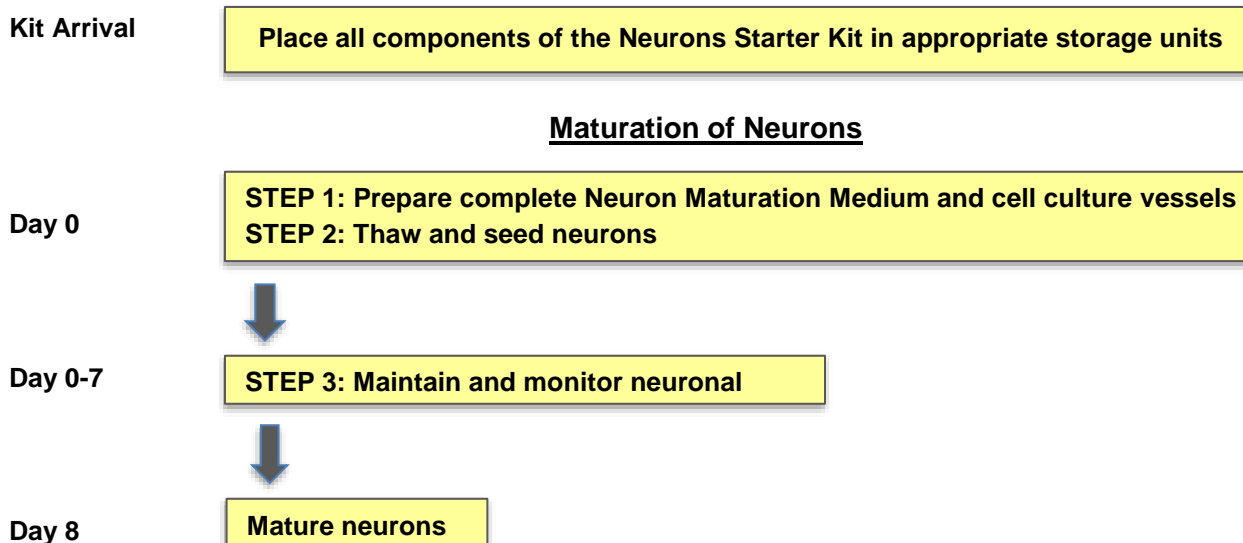 Kit Arrival
Place all components of the Neurons Starter Kit in appropriate storage units
Maturation of Neurons
Day 0
STEP 1: Prepare complete Neuron Maturation Medium and cell culture vessels
STEP 2: Thaw and seed neurons
Day 0-7
STEP 3: Maintain and monitor neuronal
Day 8
Mature neurons